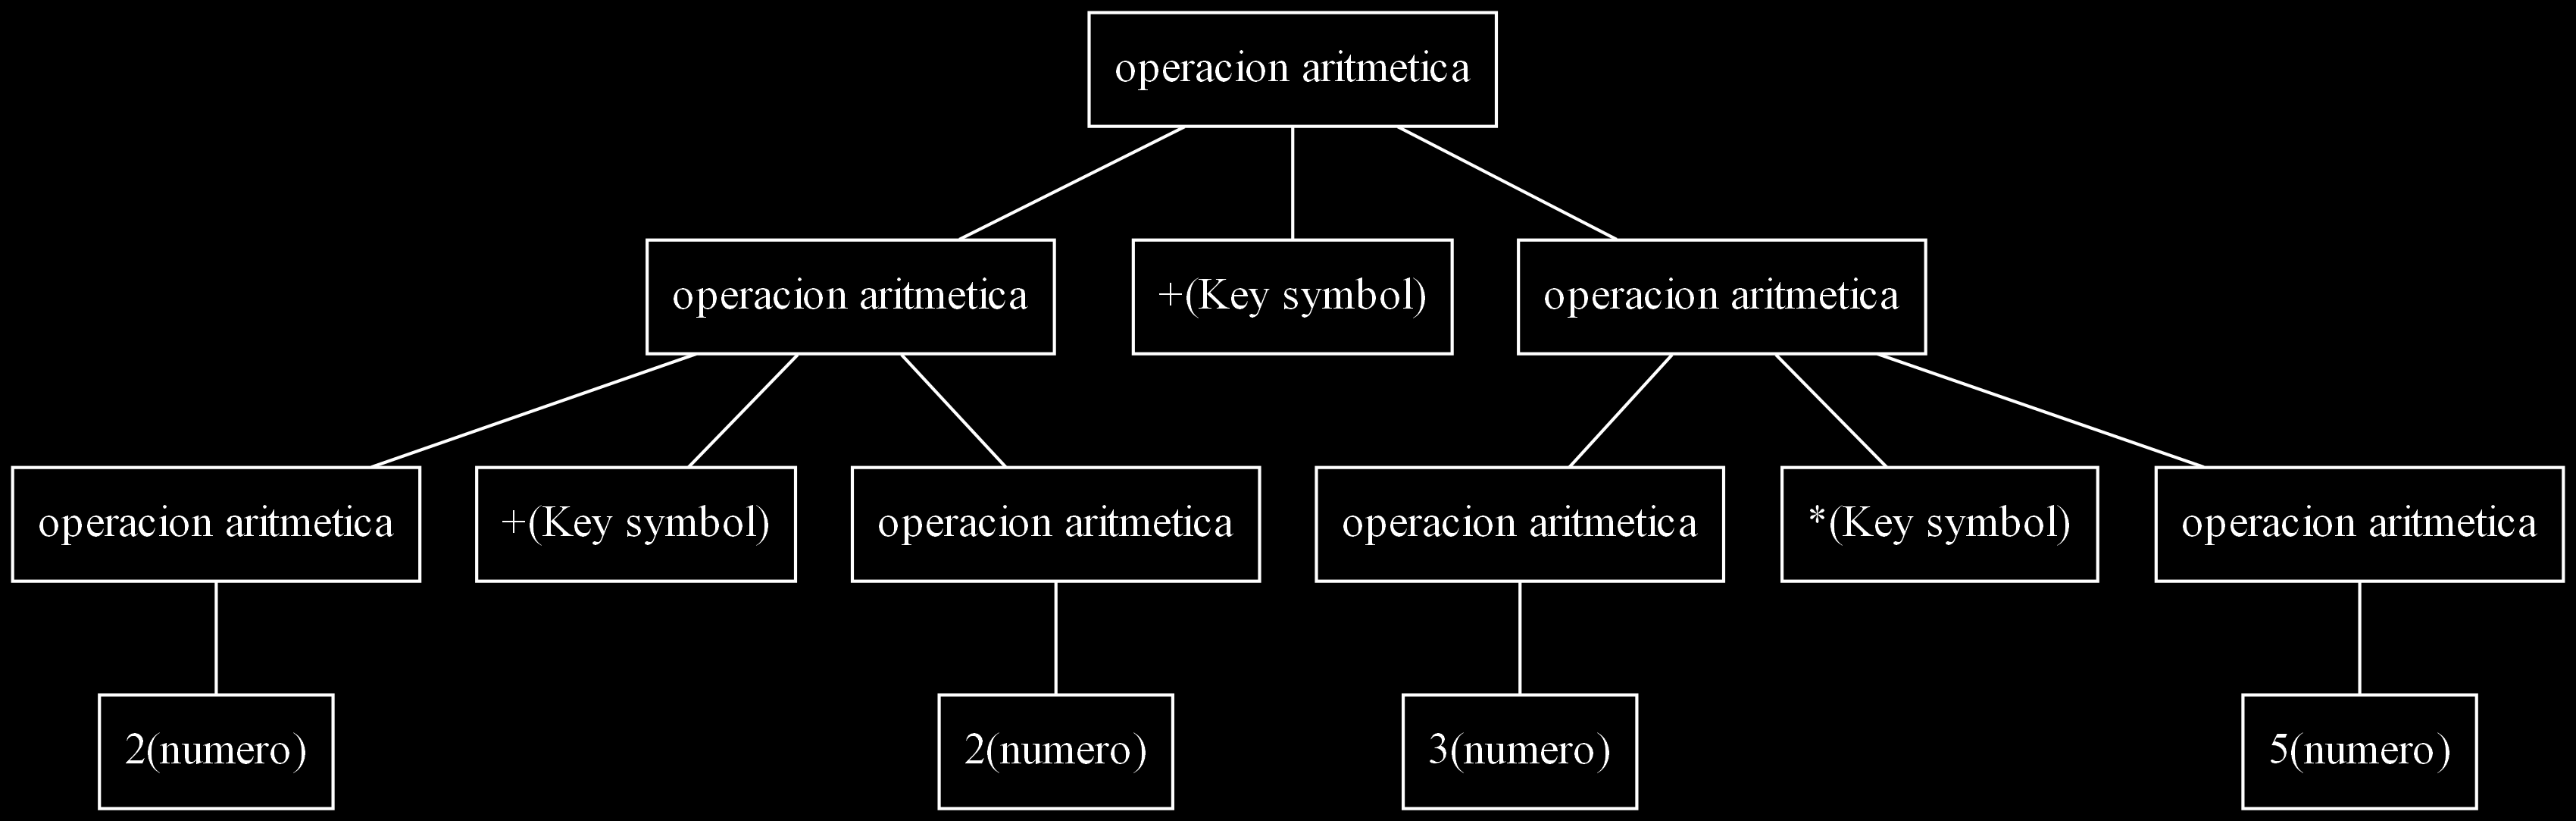 operacion aritmetica
operacion aritmetica
+(Key symbol)
operacion aritmetica
operacion aritmetica
+(Key symbol)
operacion aritmetica
operacion aritmetica
*(Key symbol)
operacion aritmetica
2(numero)
2(numero)
3(numero)
5(numero)